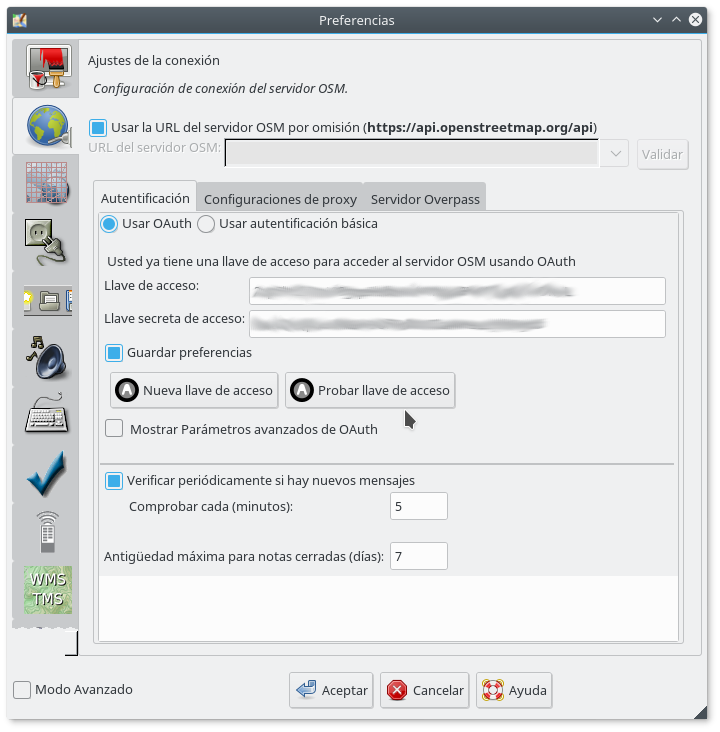 Preferencias
Ajustes de la conexión
Configuración de conexión del servidor OSM.
Usar la URL del servidor OSM por omisión (https://api.openstreetmap.org/api)
URL del servidor OSM:
Validar
Autentificación Configuraciones de proxy Servidor Overpass
Usar OAuth Usar autentificación básica
Usted ya tiene una llave de acceso para acceder al servidor OSM usando OAuth
Llave de acceso:
Llave secreta de acceso:
Guardar preferencias
A Nueva llave de acceso A Probar llave de acceso
Mostrar Parámetros avanzados de OAuth
Verificar periódicamente si hay nuevos mensajes
Comprobar cada (minutos): 5
Antigüedad máxima para notas cerradas (días): 7
WMS
TMS
Modo Avanzado Aceptar Cancelar Ayuda